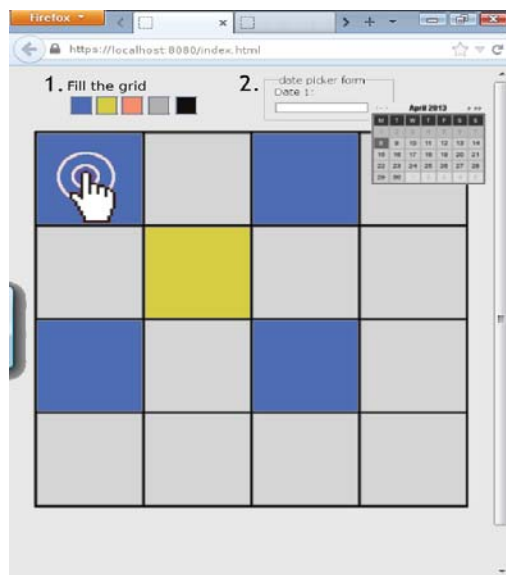 Firefox
https://localhost:8080/index.html
1. Fill the grid
2. date picker form
Date 1:
April 2013
M T W T F S S
8 9 10 11 12 13 14
15 16 17 18 19 20 21
22 23 24 25 26 27 28
29 30